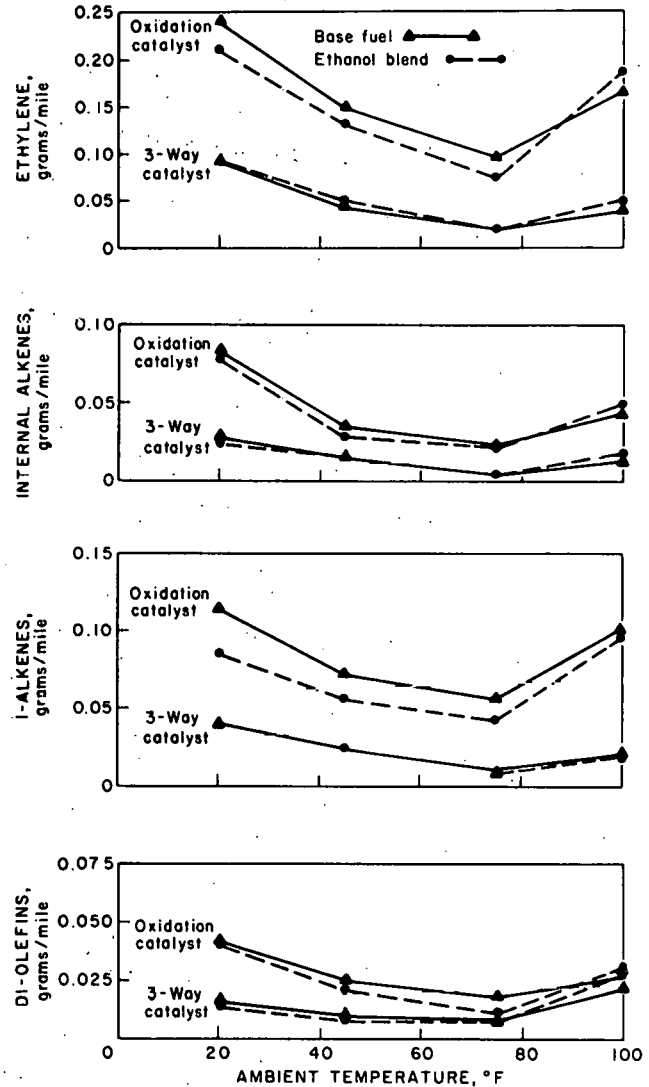 ETHYLENE,
grams/mile
0.25
0.20
0.15
0.10
0.05
0
Oxidation
catalyst
Base fuel
Ethanol blend
3-Way
catalyst
INTERNAL ALKENES,
grams/mile
0.10
0.05
0
Oxidation
catalyst
3-Way
catalyst
I-ALKENES,
grams/mile
0.15
0.10
0.05
0
Oxidation
catalyst
3-Way
catalyst
DI-OLEFINS,
grams/mile
0.075
0.050
0.025
Oxidation
catalyst
3-Way
catalyst
0 20 40 60 80 100
AMBIENT TEMPERATURE, °F